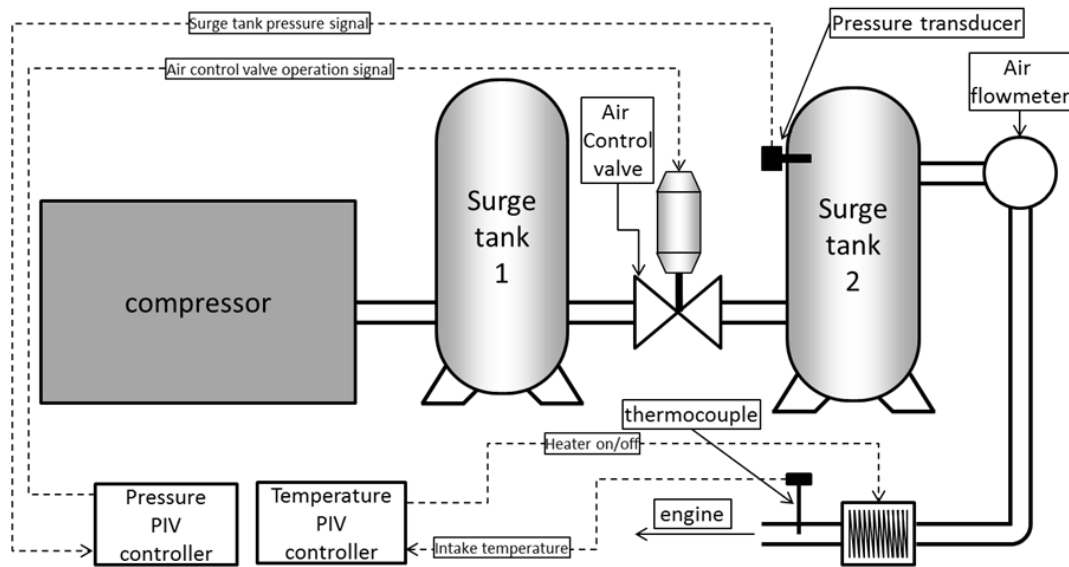 Surge tank pressure signal
Pressure transducer
Air control valve operation signal
Air
flowmeter
Air
Control
valve
Surge
tank
1
Surge
tank
2
compressor
thermocouple
Heater on/off
Pressure
PIV
controller
Temperature
PIV
controller
engine
Intake temperature